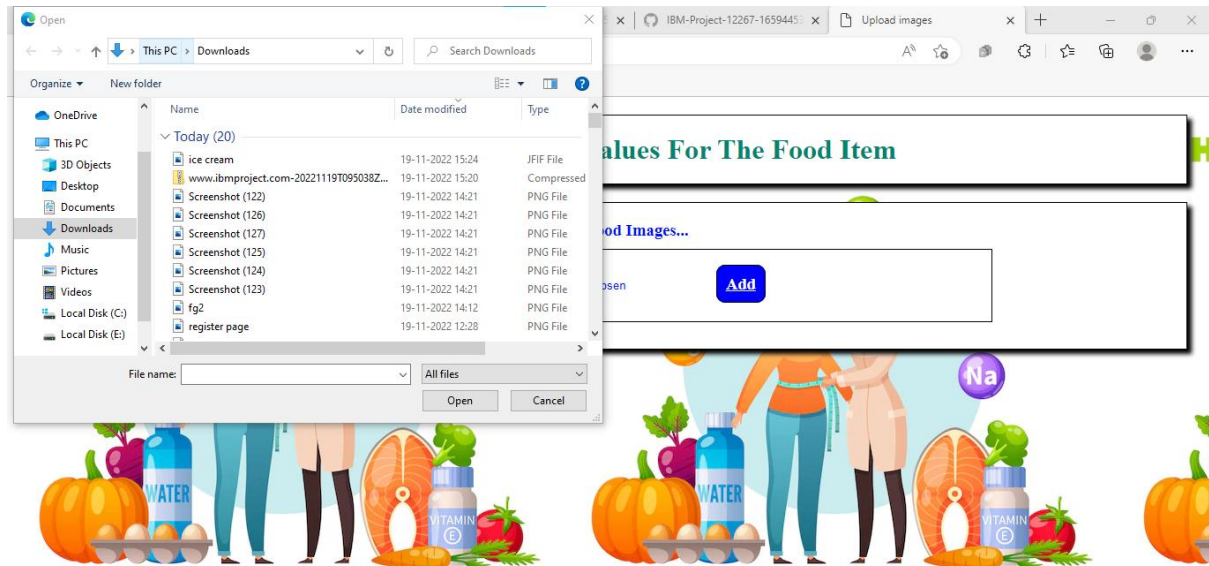 Open
IBM-Project-12267-1659445
Upload images
This PC > Downloads
Search Downloads
Organize
New folder
Name
Date modified
Type
OneDrive
This PC
3D Objects
Desktop
Documents
Downloads
Music
Pictures
Videos
Local Disk (C:)
Local Disk (E:)
Today (20)
ice cream 19-11-2022 15:24 JFIF File
www.ibmproject.com-20221119T095038Z... 19-11-2022 15:20 Compressed
Screenshot (122) 19-11-2022 14:21 PNG File
Screenshot (126) 19-11-2022 14:21 PNG File
Screenshot (127) 19-11-2022 14:21 PNG File
Screenshot (125) 19-11-2022 14:21 PNG File
Screenshot (124) 19-11-2022 14:21 PNG File
Screenshot (123) 19-11-2022 14:21 PNG File
fg2 19-11-2022 14:12 PNG File
register page 19-11-2022 12:28 PNG File
File name:
All files
Open
Cancel
alues For The Food Item
od Images...
osen
Add
Na
WATER
VITAMIN
E
WATER
VITAMIN
E